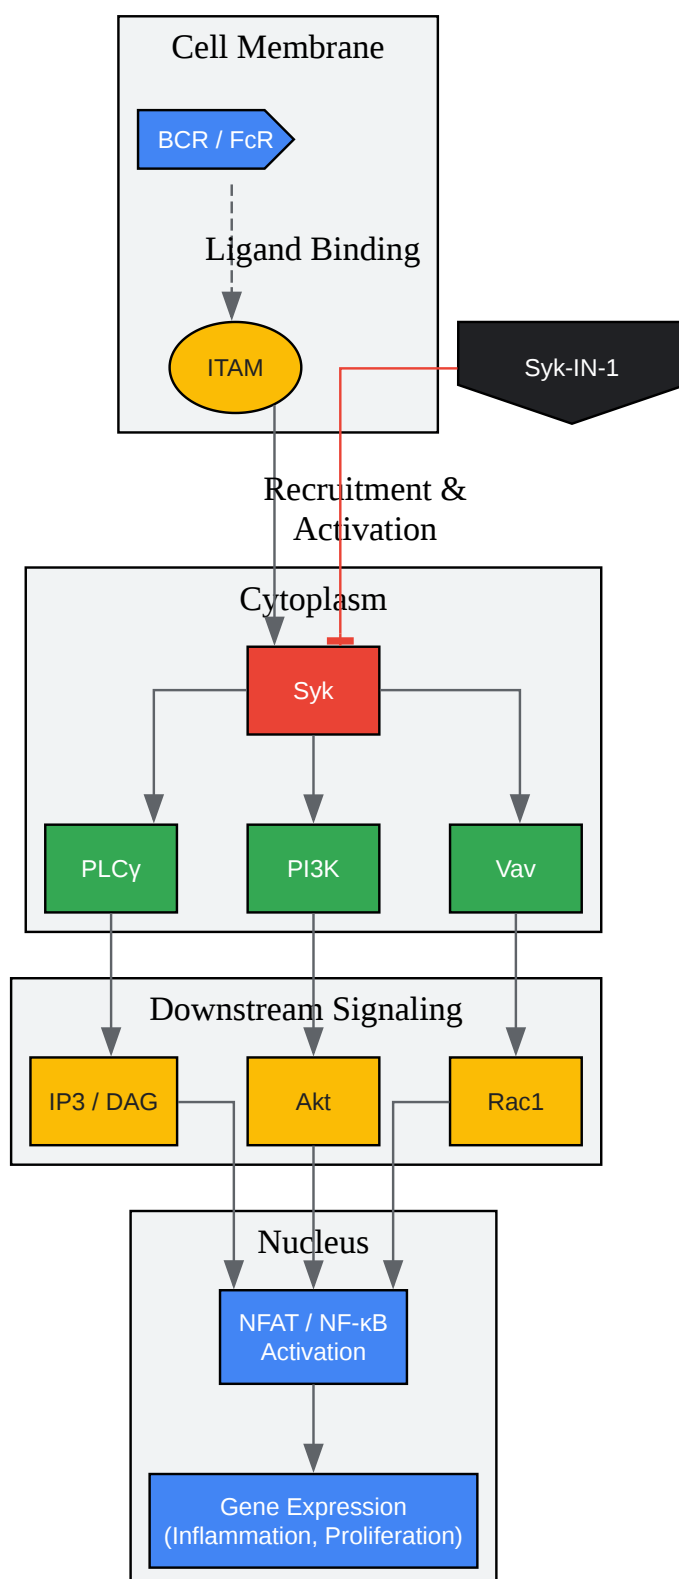 Cell Membrane
BCR / FcR
Ligand Binding
ITAM
Syk-IN-1
Recruitment &
Activation
Cytoplasm
Syk
PLCγ
PI3K
Vav
Downstream Signaling
IP3 / DAG
Akt
Rac1
Nucleus
NFAT / NF-κB
Activation
Gene Expression
(Inflammation, Proliferation)